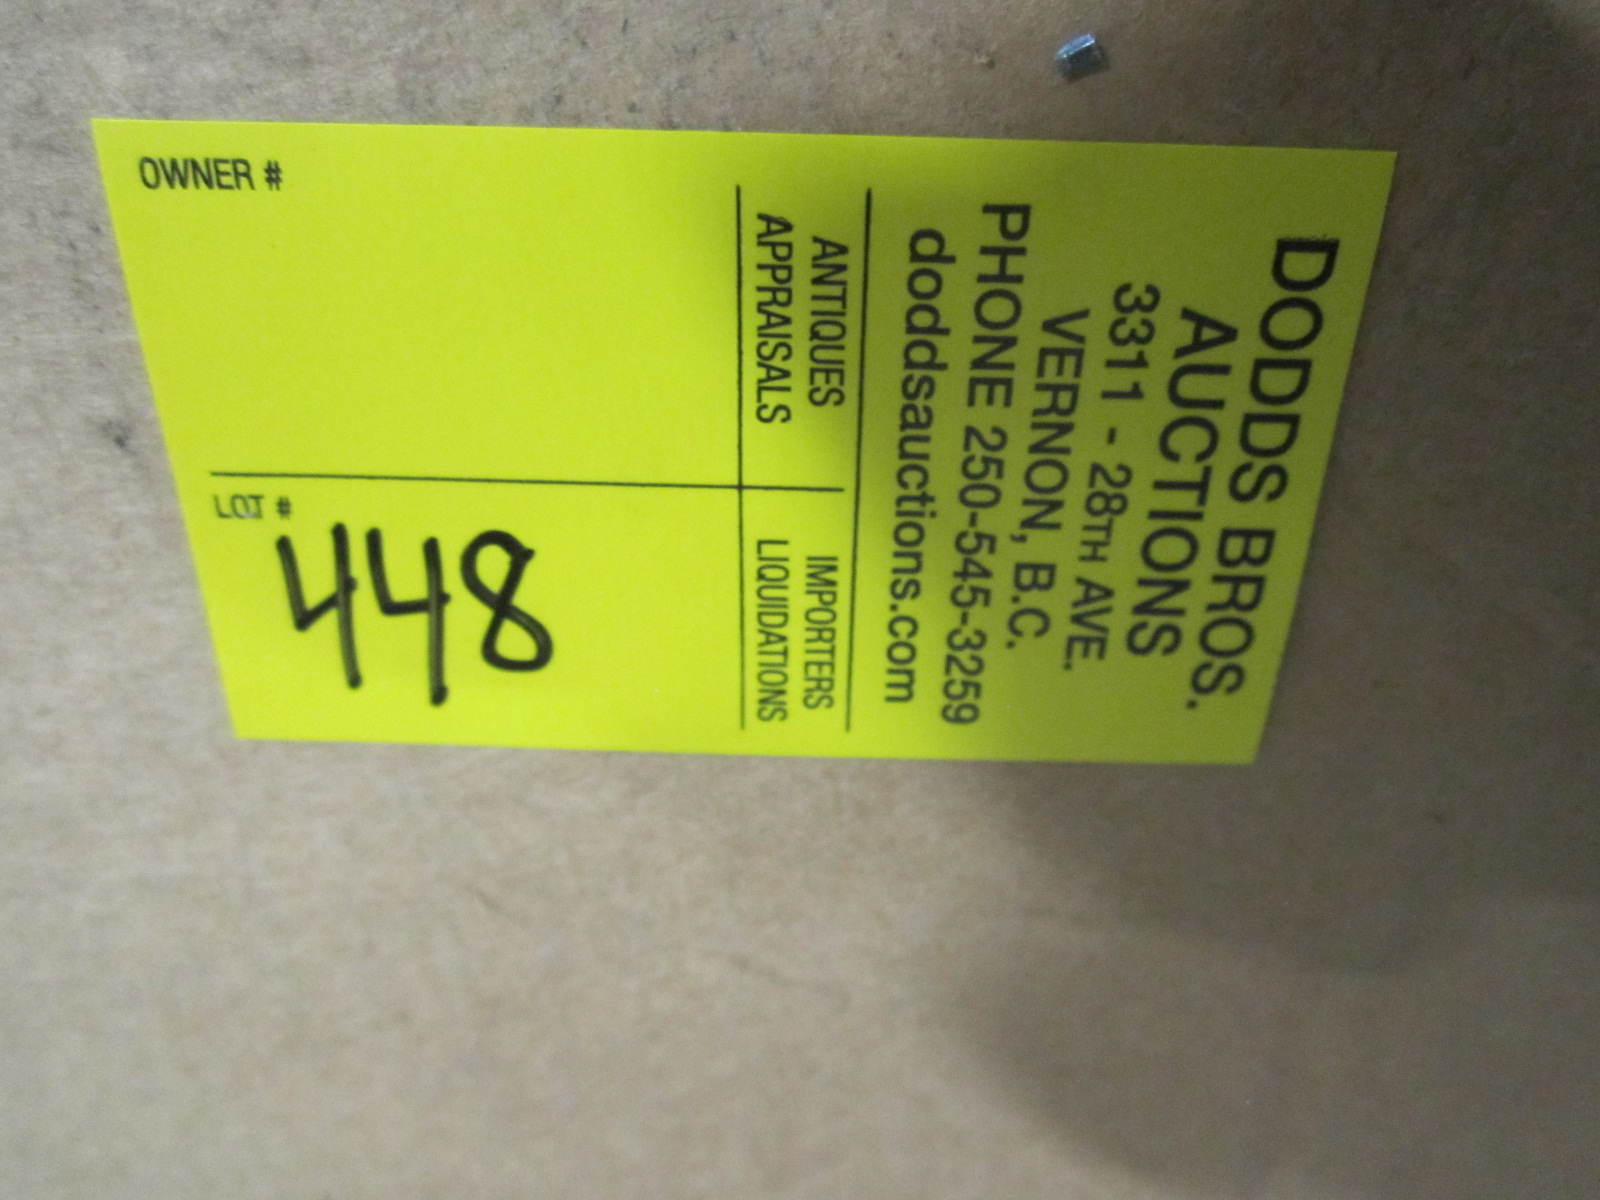 DODDS BROS.
AUCTIONS
3311 - 28TH AVE.
VERNON, B.C.
PHONE 250-545-3259
doddsauctions.com
ANTIQUES
APPRAISALS
IMPORTERS
LIQUIDATIONS
OWNER #
LOT #
448